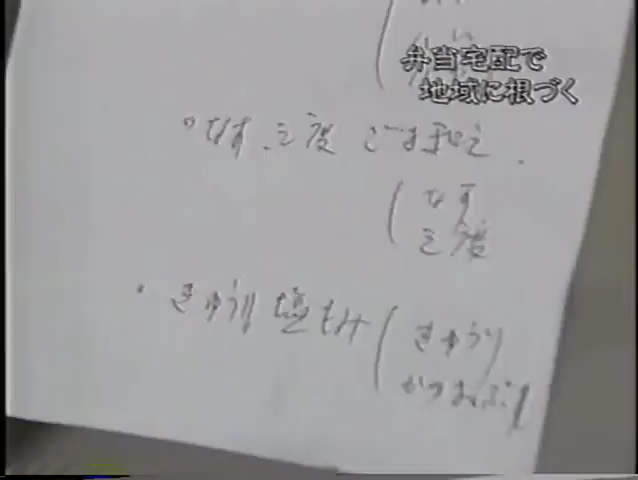 弁当宅配で
地域に根づく
なす、三度ごま和え
なす
三度
・きゅうり塩もみ
きゅうり
かつおぶし